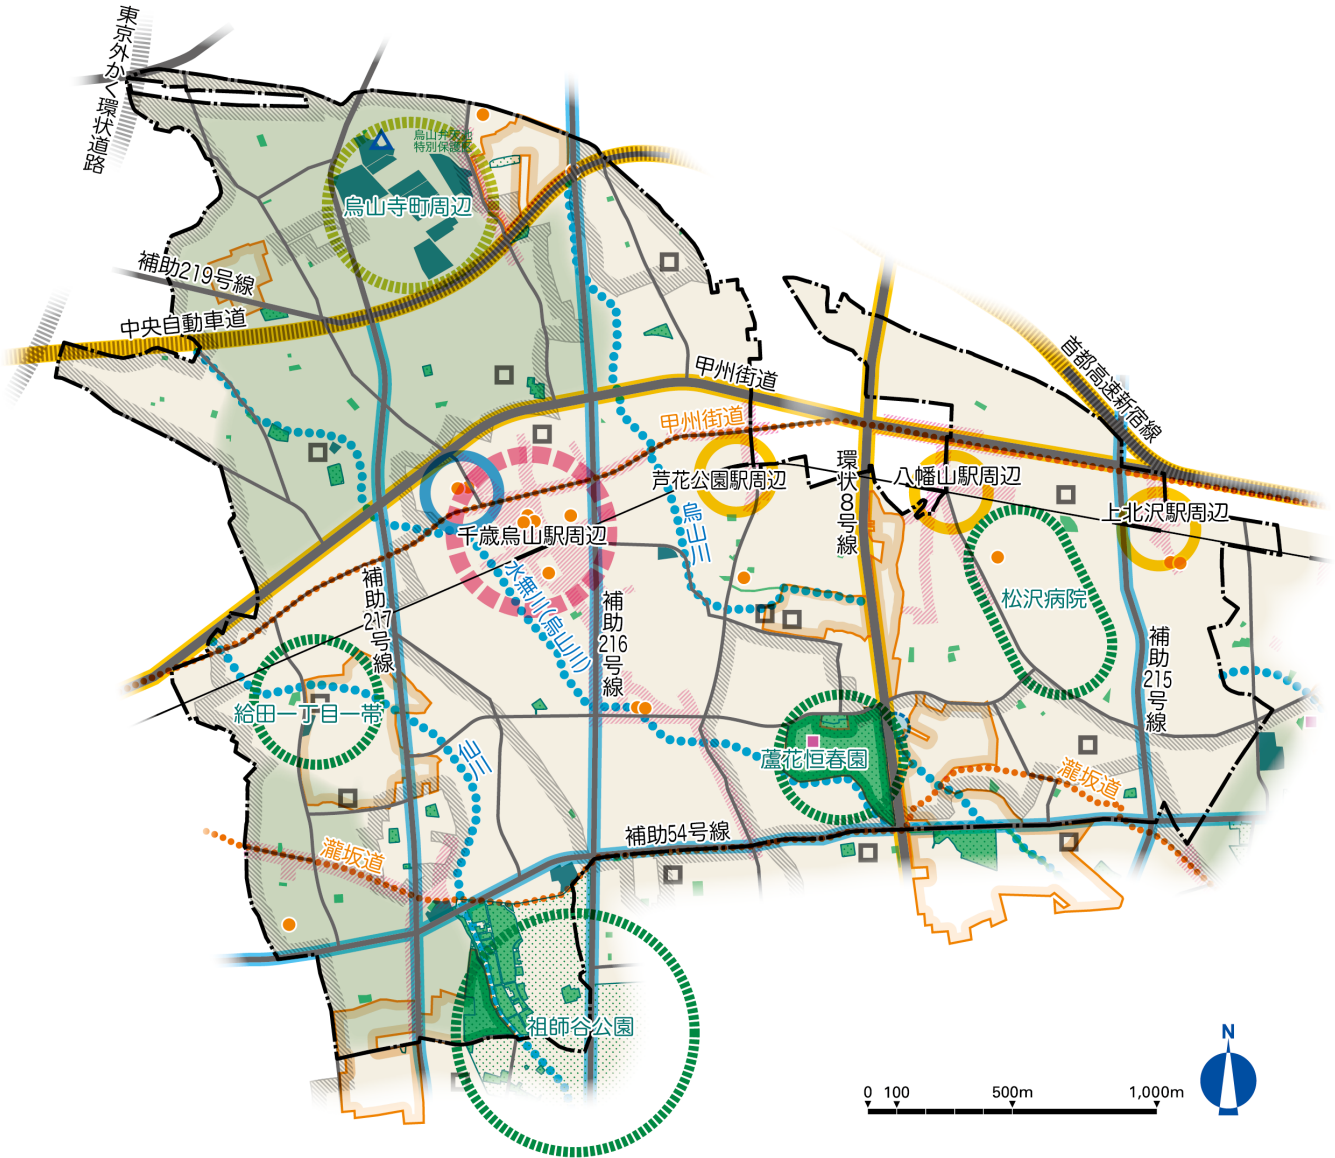 東京外かく環状道路
烏山弁天池
特別保護区
烏山寺町周辺
補助219号線
中央自動車道
甲州街道
首都高速新宿線
甲州街道
芦花公園駅周辺
環状8号線
八幡山駅周辺
上北沢駅周辺
千歳烏山駅周辺
烏山川
水無川(烏山川)
補助217号線
補助216号線
松沢病院
補助215号線
給田一丁目一帯
仙川
蘆花恒春園
滝坂道
補助54号線
滝坂道
祖師谷公園
N
0 100 500m 1,000m